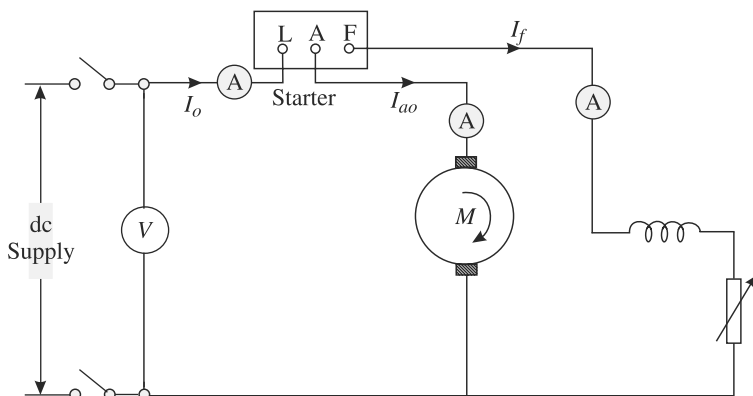 L A F
I_f
A
I_o
Starter
I_ao
A
A
M
V
dc
Supply